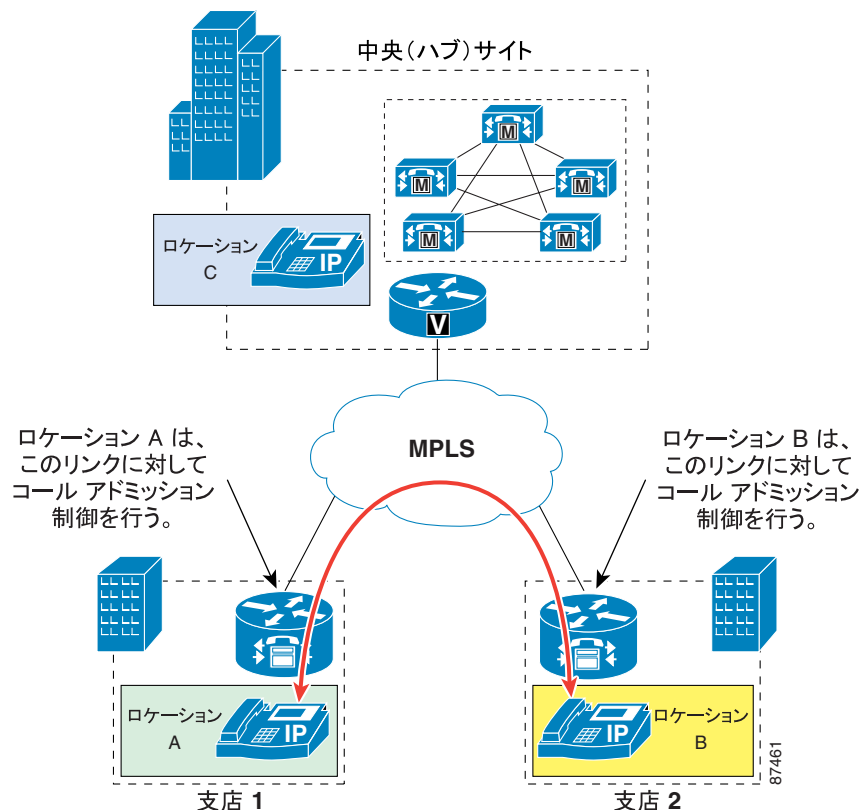 中央(ハブ)サイト
M
M
M
M
M
ロケーション
C
IP
V
MPLS
ロケーション A は、
このリンクに対して
コール アドミッション
制御を行う。
ロケーション B は、
このリンクに対して
コール アドミッション
制御を行う。
ロケーション
A
IP
IP
ロケーション
B
87461
支店 1
支店 2